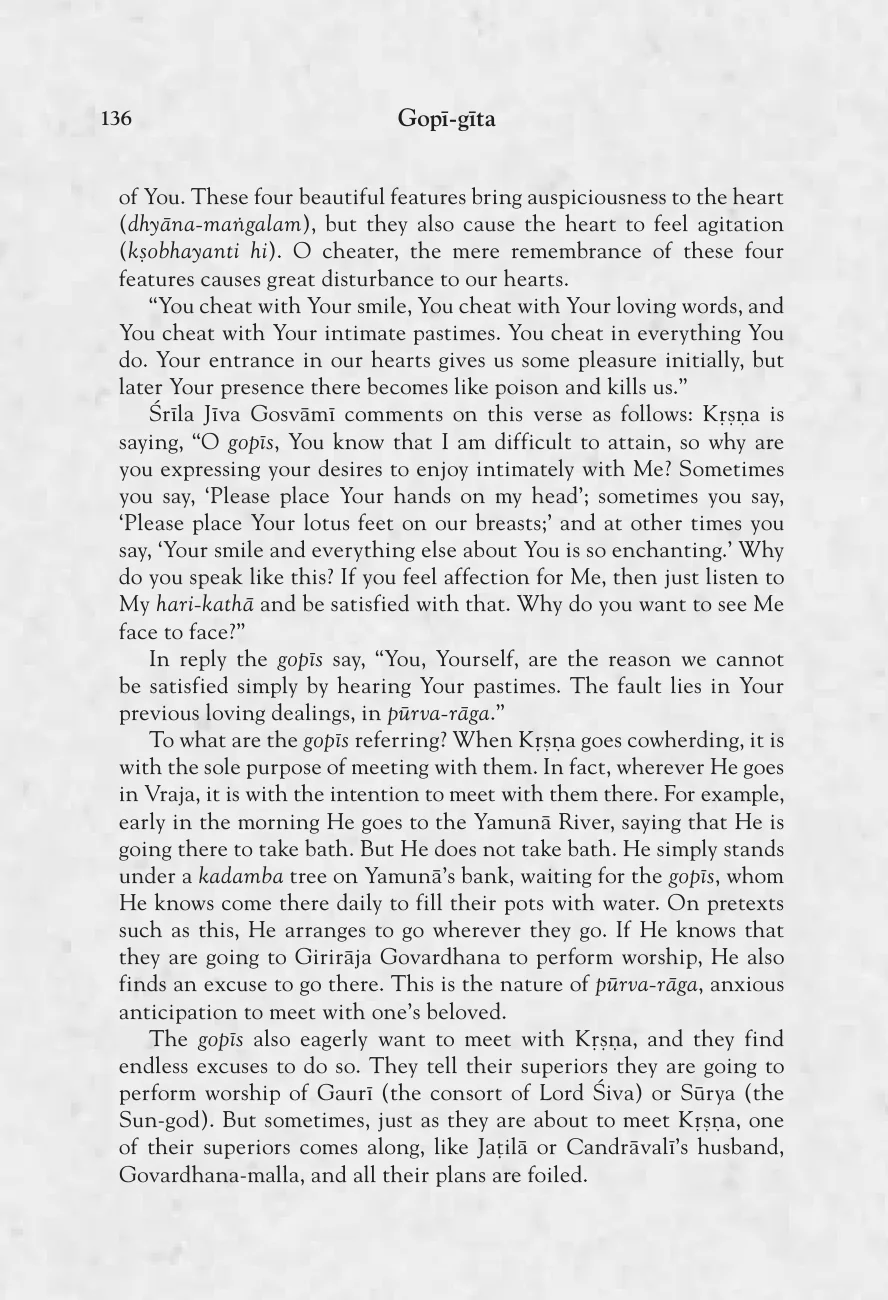 136
Gopī-gīta
of You. These four beautiful features bring auspiciousness to the heart
(dhyāna-maṅgalam), but they also cause the heart to feel agitation
(kṣobhayanti hi). O cheater, the mere remembrance of these four
features causes great disturbance to our hearts.
“You cheat with Your smile, You cheat with Your loving words, and
You cheat with Your intimate pastimes. You cheat in everything You
do. Your entrance in our hearts gives us some pleasure initially, but
later Your presence there becomes like poison and kills us.”
Śrīla Jīva Gosvāmī comments on this verse as follows: Kṛṣṇa is
saying, “O gopīs, You know that I am difficult to attain, so why are
you expressing your desires to enjoy intimately with Me? Sometimes
you say, ‘Please place Your hands on my head’; sometimes you say,
‘Please place Your lotus feet on our breasts;’ and at other times you
say, ‘Your smile and everything else about You is so enchanting.’ Why
do you speak like this? If you feel affection for Me, then just listen to
My hari-kathā and be satisfied with that. Why do you want to see Me
face to face?”
In reply the gopīs say, “You, Yourself, are the reason we cannot
be satisfied simply by hearing Your pastimes. The fault lies in Your
previous loving dealings, in pūrva-rāga.”
To what are the gopīs referring? When Kṛṣṇa goes cowherding, it is
with the sole purpose of meeting with them. In fact, wherever He goes
in Vraja, it is with the intention to meet with them there. For example,
early in the morning He goes to the Yamunā River, saying that He is
going there to take bath. But He does not take bath. He simply stands
under a kadamba tree on Yamunā’s bank, waiting for the gopīs, whom
He knows come there daily to fill their pots with water. On pretexts
such as this, He arranges to go wherever they go. If He knows that
they are going to Girirāja Govardhana to perform worship, He also
finds an excuse to go there. This is the nature of pūrva-rāga, anxious
anticipation to meet with one’s beloved.
The gopīs also eagerly want to meet with Kṛṣṇa, and they find
endless excuses to do so. They tell their superiors they are going to
perform worship of Gaurī (the consort of Lord Śiva) or Sūrya (the
Sun-god). But sometimes, just as they are about to meet Kṛṣṇa, one
of their superiors comes along, like Jaṭilā or Candrāvalī’s husband,
Govardhana-malla, and all their plans are foiled.